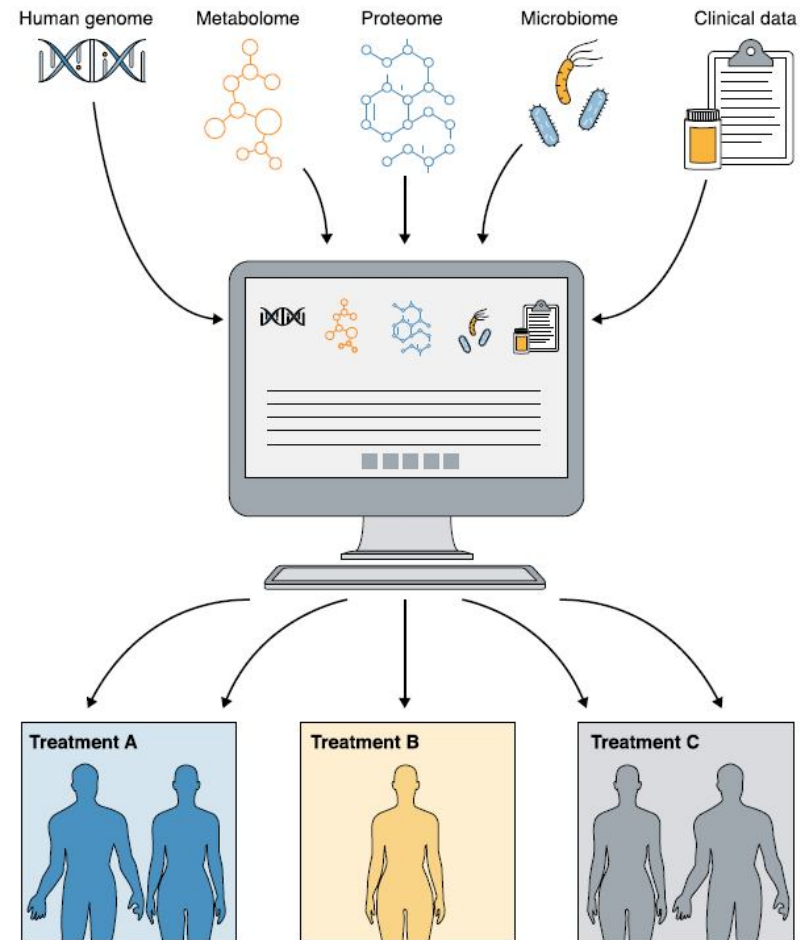 Human genome
Metabolome
Proteome
Microbiome
Clinical data
Treatment A
Treatment B
Treatment C